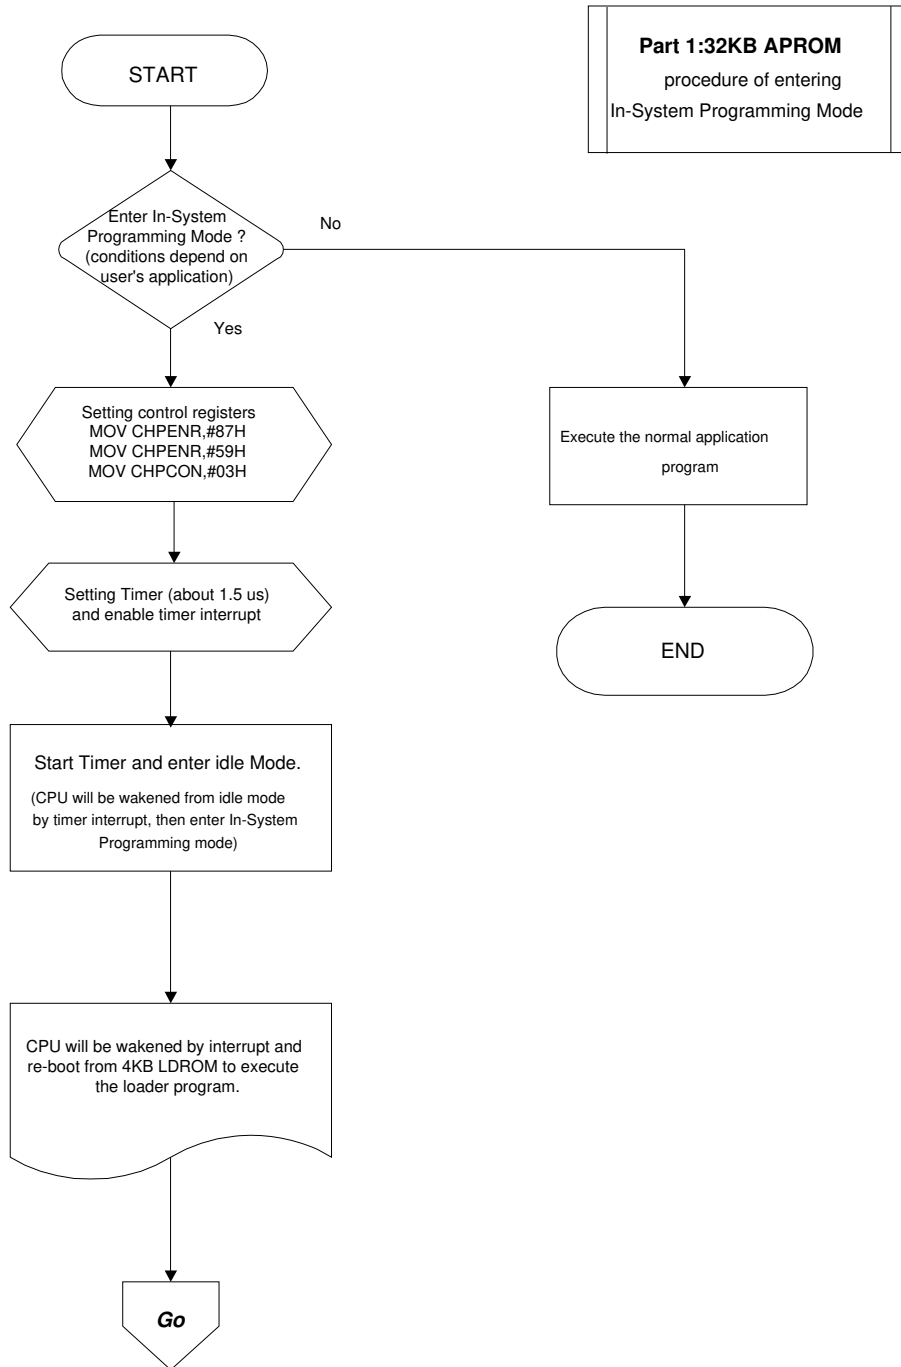 Part 1:32KB APROM
procedure of entering
In-System Programming Mode
START
Enter In-System
Programming Mode ?
(conditions depend on
user's application)
No
Yes
Setting control registers
MOV CHPENR,#87H
MOV CHPENR,#59H
MOV CHPCON,#03H
Execute the normal application
program
Setting Timer (about 1.5 us)
and enable timer interrupt
END
Start Timer and enter idle Mode.
(CPU will be wakened from idle mode
by timer interrupt, then enter In-System
Programming mode)
CPU will be wakened by interrupt and
re-boot from 4KB LDROM to execute
the loader program.
Go